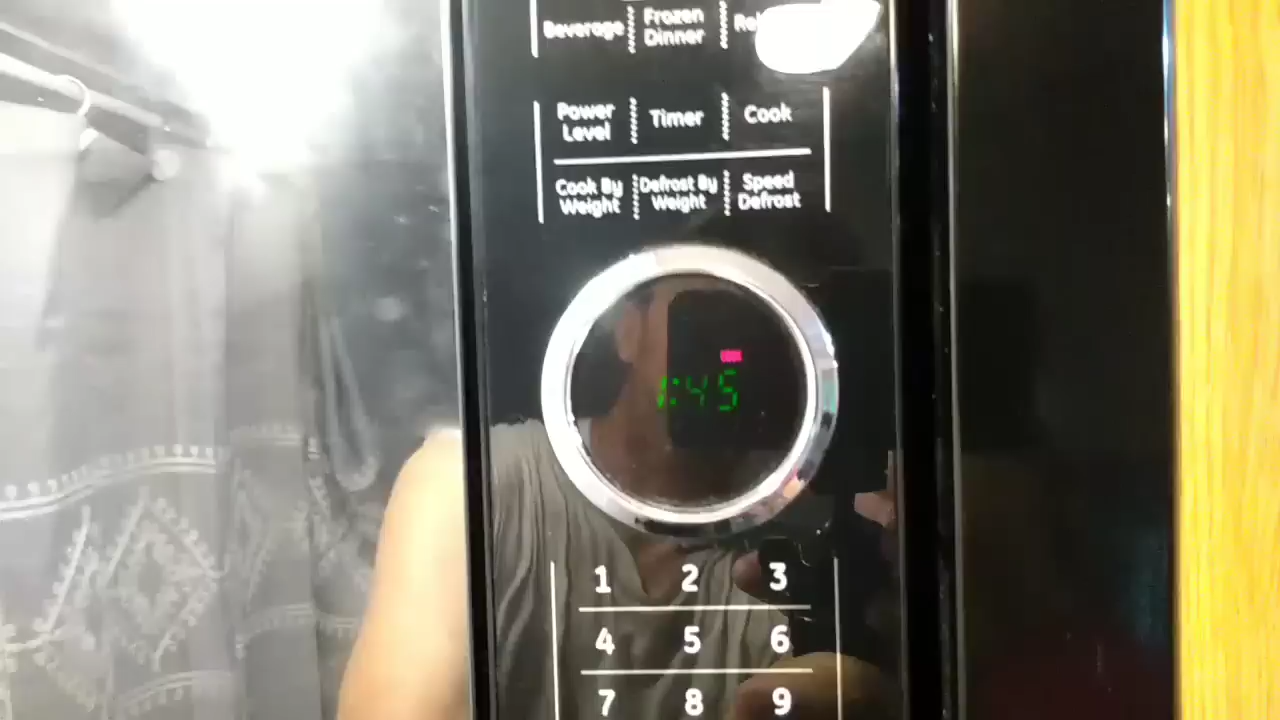 Beverage Frozen Dinner
Power Level Timer Cook
Cook By Weight Defrost By Weight Speed Defrost
1:45
1 2 3
4 5 6
7 8 9